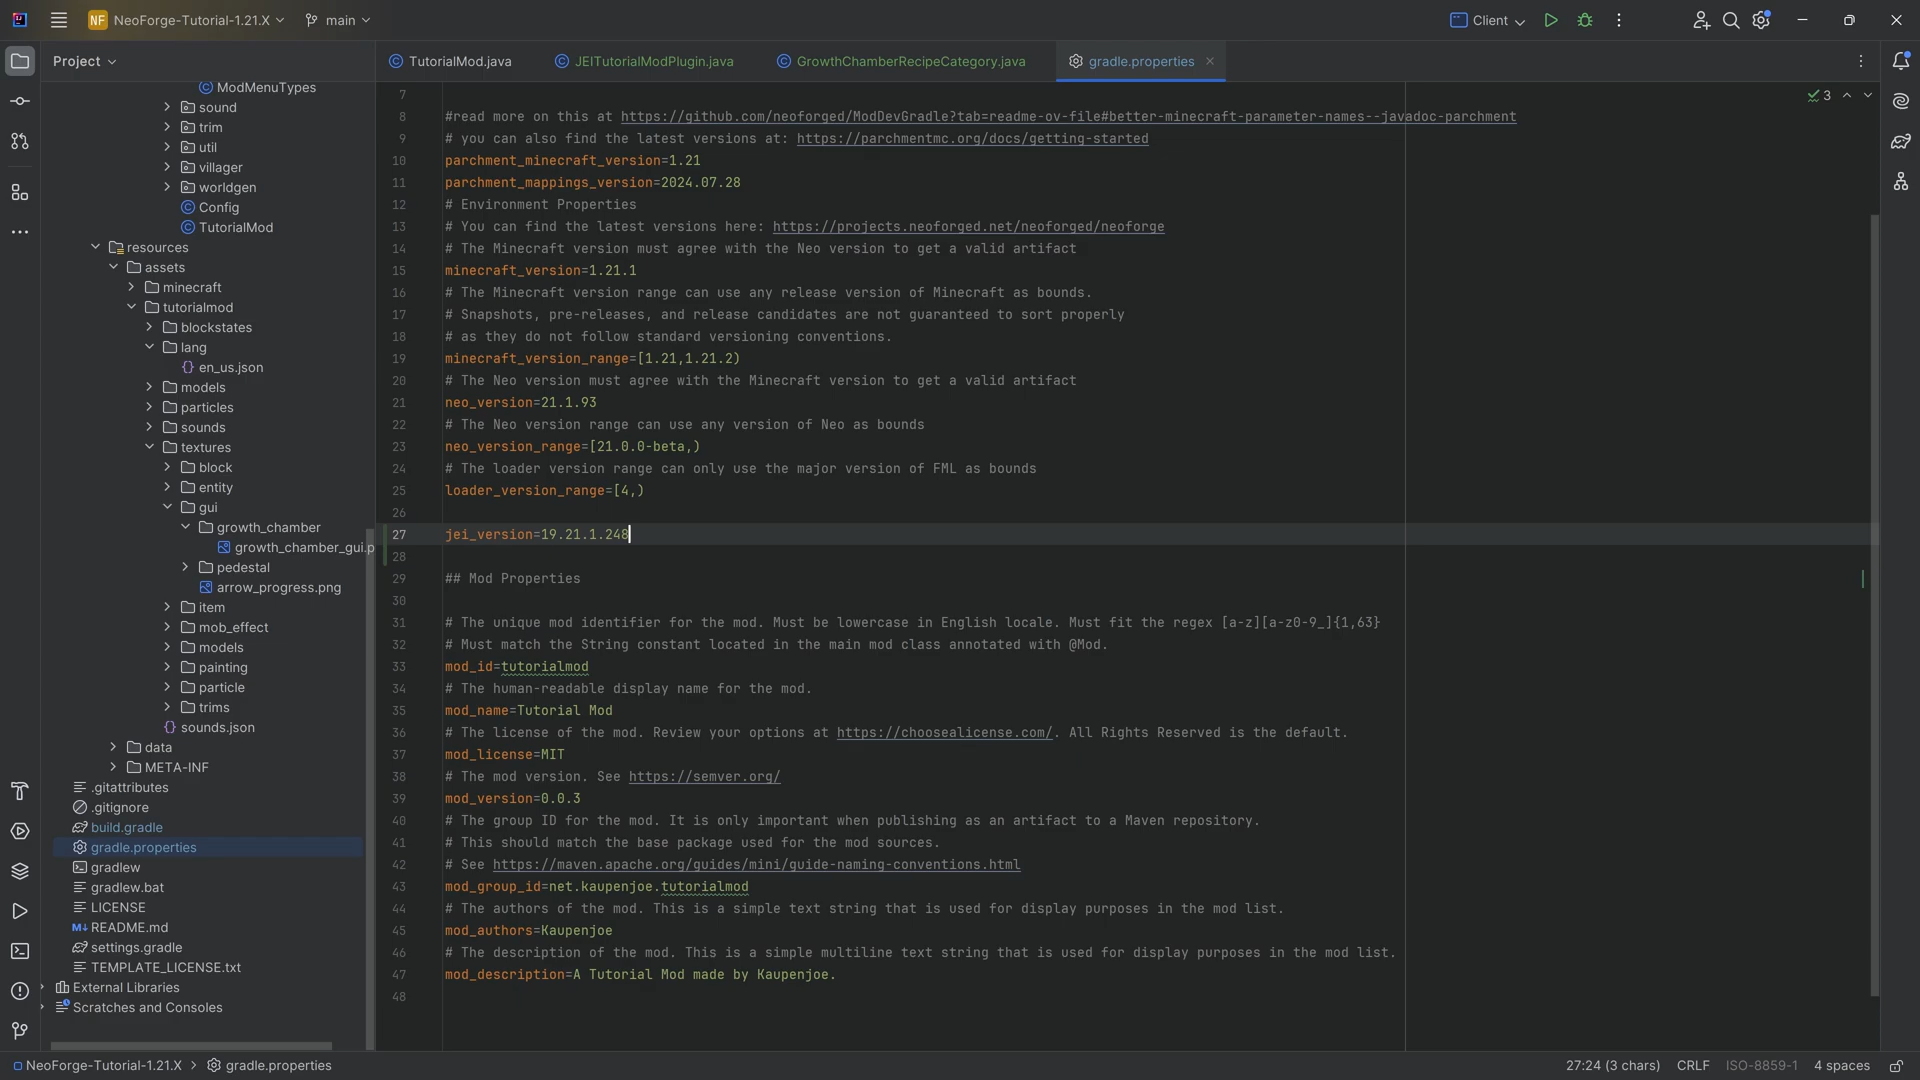 NF NeoForge-Tutorial-1.21.X main Client
Project
TutorialMod.java JEITutorialModPlugin.java GrowthChamberRecipeCategory.java gradle.properties
ModMenuTypes
sound
trim
util
villager
worldgen
Config
TutorialMod
resources
assets
minecraft
tutorialmod
blockstates
lang
en_us.json
models
particles
sounds
textures
block
entity
gui
growth_chamber
growth_chamber_gui.p
pedestal
arrow_progress.png
item
mob_effect
models
painting
particle
trims
sounds.json
data
META-INF
.gitattributes
.gitignore
build.gradle
gradle.properties
gradlew
gradlew.bat
LICENSE
README.md
settings.gradle
TEMPLATE_LICENSE.txt
External Libraries
Scratches and Consoles
3
7
8 #read more on this at https://github.com/neoforged/ModDevGradle?tab=readme-ov-file#better-minecraft-parameter-names--javadoc-parchment
9 # you can also find the latest versions at: https://parchmentmc.org/docs/getting-started
10 parchment_minecraft_version=1.21
11 parchment_mappings_version=2024.07.28
12 # Environment Properties
13 # You can find the latest versions here: https://projects.neoforged.net/neoforged/neoforge
14 # The Minecraft version must agree with the Neo version to get a valid artifact
15 minecraft_version=1.21.1
16 # The Minecraft version range can use any release version of Minecraft as bounds.
17 # Snapshots, pre-releases, and release candidates are not guaranteed to sort properly
18 # as they do not follow standard versioning conventions.
19 minecraft_version_range=[1.21,1.21.2)
20 # The Neo version must agree with the Minecraft version to get a valid artifact
21 neo_version=21.1.93
22 # The Neo version range can use any version of Neo as bounds
23 neo_version_range=[21.0.0-beta,)
24 # The loader version range can only use the major version of FML as bounds
25 loader_version_range=[4,)
26
27 jei_version=19.21.1.248
28
29 ## Mod Properties
30
31 # The unique mod identifier for the mod. Must be lowercase in English locale. Must fit the regex [a-z][a-z0-9_]{1,63}
32 # Must match the String constant located in the main mod class annotated with @Mod.
33 mod_id=tutorialmod
34 # The human-readable display name for the mod.
35 mod_name=Tutorial Mod
36 # The license of the mod. Review your options at https://choosealicense.com/. All Rights Reserved is the default.
37 mod_license=MIT
38 # The mod version. See https://semver.org/
39 mod_version=0.0.3
40 # The group ID for the mod. It is only important when publishing as an artifact to a Maven repository.
41 # This should match the base package used for the mod sources.
42 # See https://maven.apache.org/guides/mini/guide-naming-conventions.html
43 mod_group_id=net.kaupenjoe.tutorialmod
44 # The authors of the mod. This is a simple text string that is used for display purposes in the mod list.
45 mod_authors=Kaupenjoe
46 # The description of the mod. This is a simple multiline text string that is used for display purposes in the mod list.
47 mod_description=A Tutorial Mod made by Kaupenjoe.
48
NeoForge-Tutorial-1.21.X > gradle.properties 27:24 (3 chars) CRLF ISO-8859-1 4 spaces